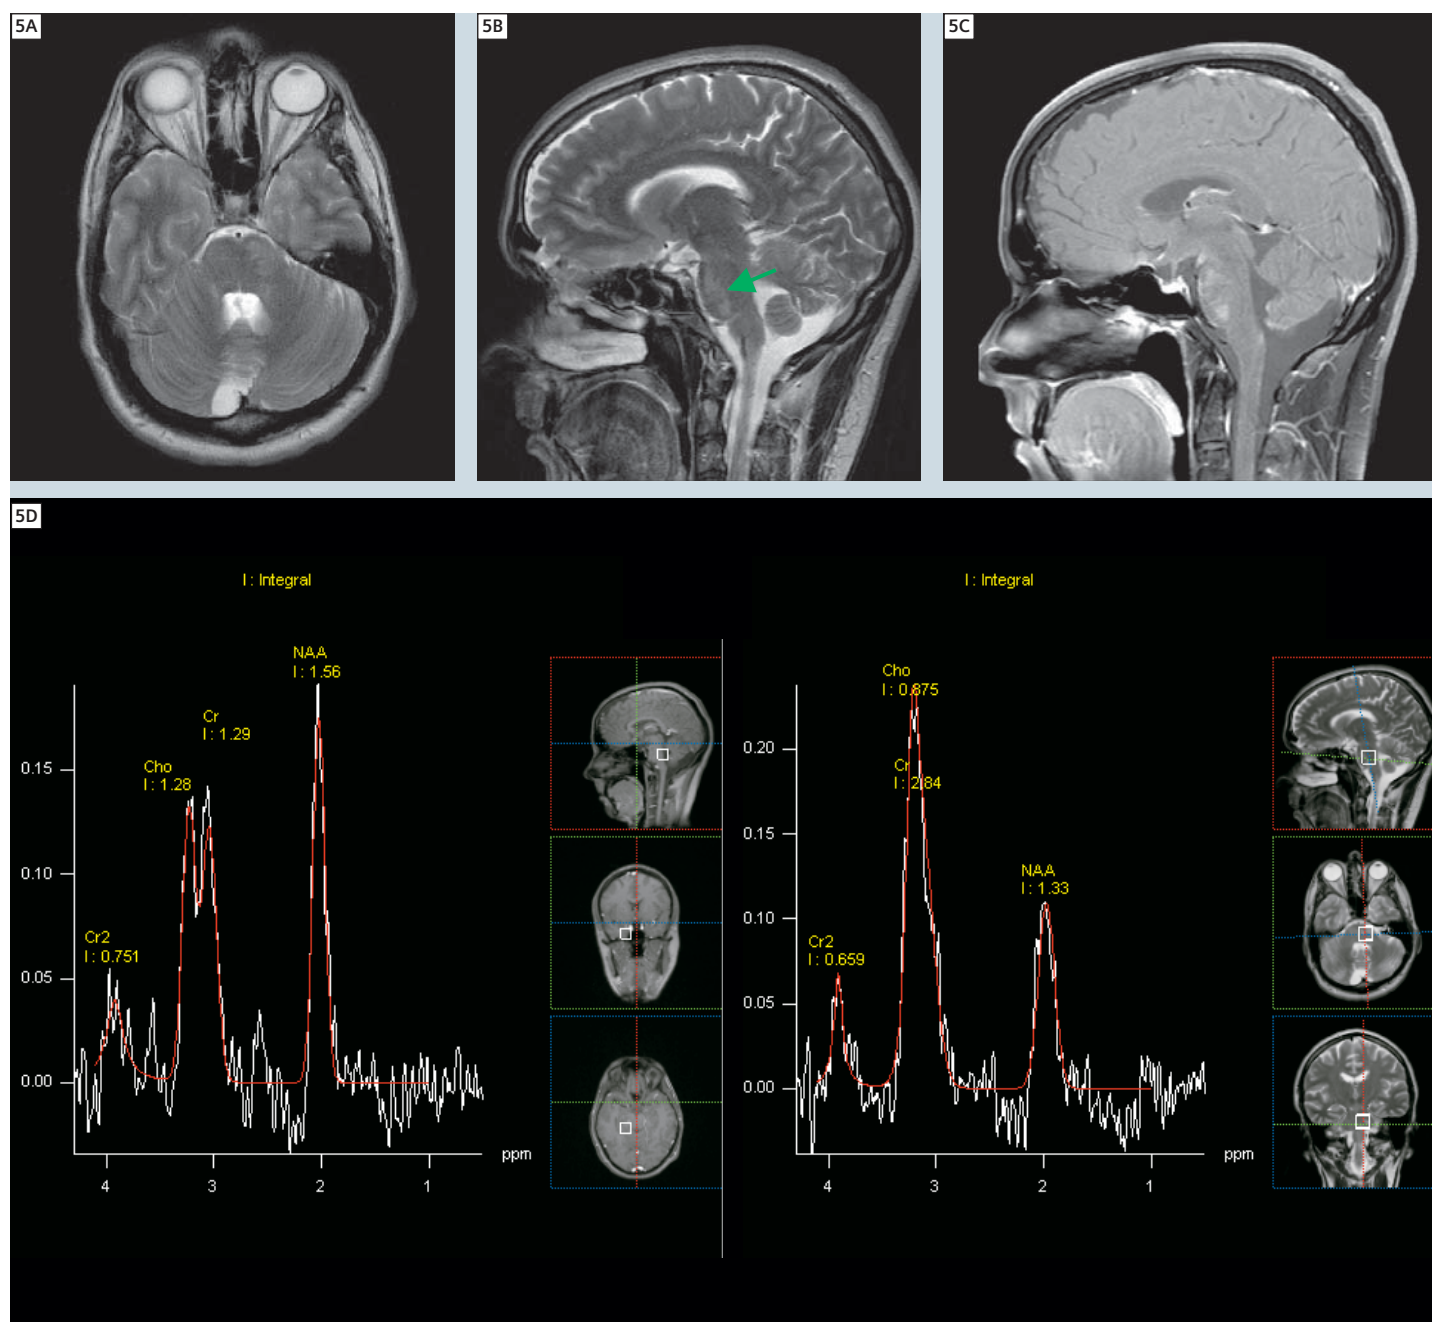 5A
5B
5C
5D
I : Integral
NAA
I : 1.56
Cr
I : 1.29
Cho
I : 1.28
Cr2
I : 0.751
0.15
0.10
0.05
0.00
4
3
2
1
ppm
I : Integral
Cho
I : 0.875
Cr
I : 2.84
NAA
I : 1.33
Cr2
I : 0.659
0.20
0.15
0.10
0.05
0.00
4
3
2
1
ppm